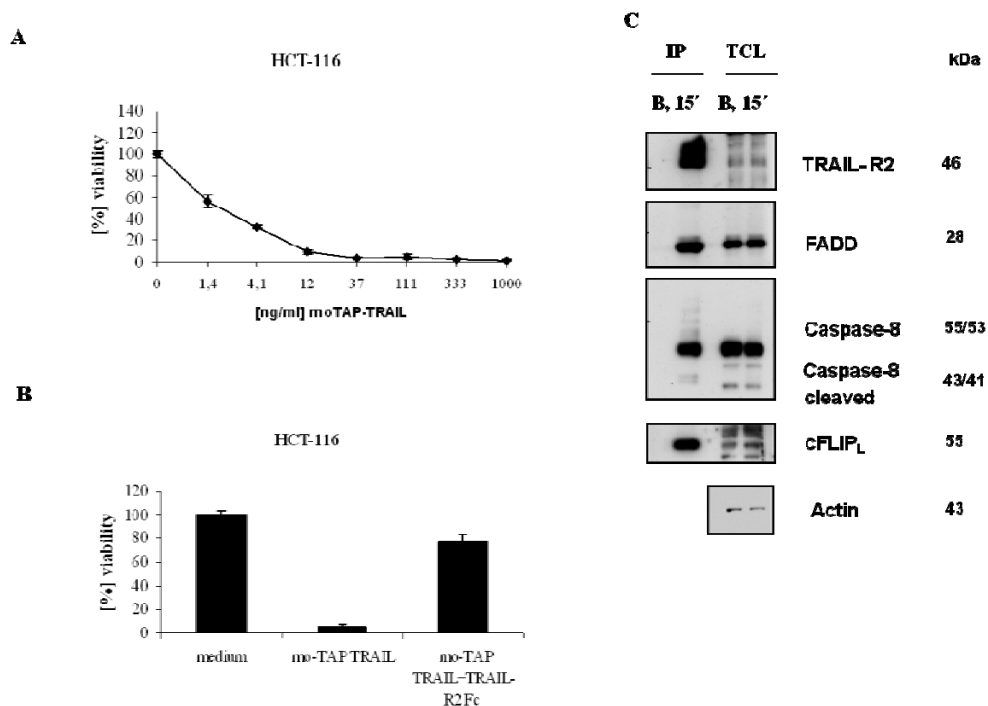 A
HCT-116
[%] viability
140
120
100
80
60
40
20
0
0 1,4 4,1 12 37 111 333 1000
[ng/ml] moTAP-TRAIL
B
HCT-116
[%] viability
120
100
80
60
40
20
0
medium
mo-TAP TRAIL
mo-TAP
TRAIL+TRAIL-
R2 Fc
C
IP TCL kDa
B, 15´ B, 15´
TRAIL-R2 46
FADD 28
Caspase-8 55/53
Caspase-8 43/41
cleaved
cFLIPL 55
Actin 43